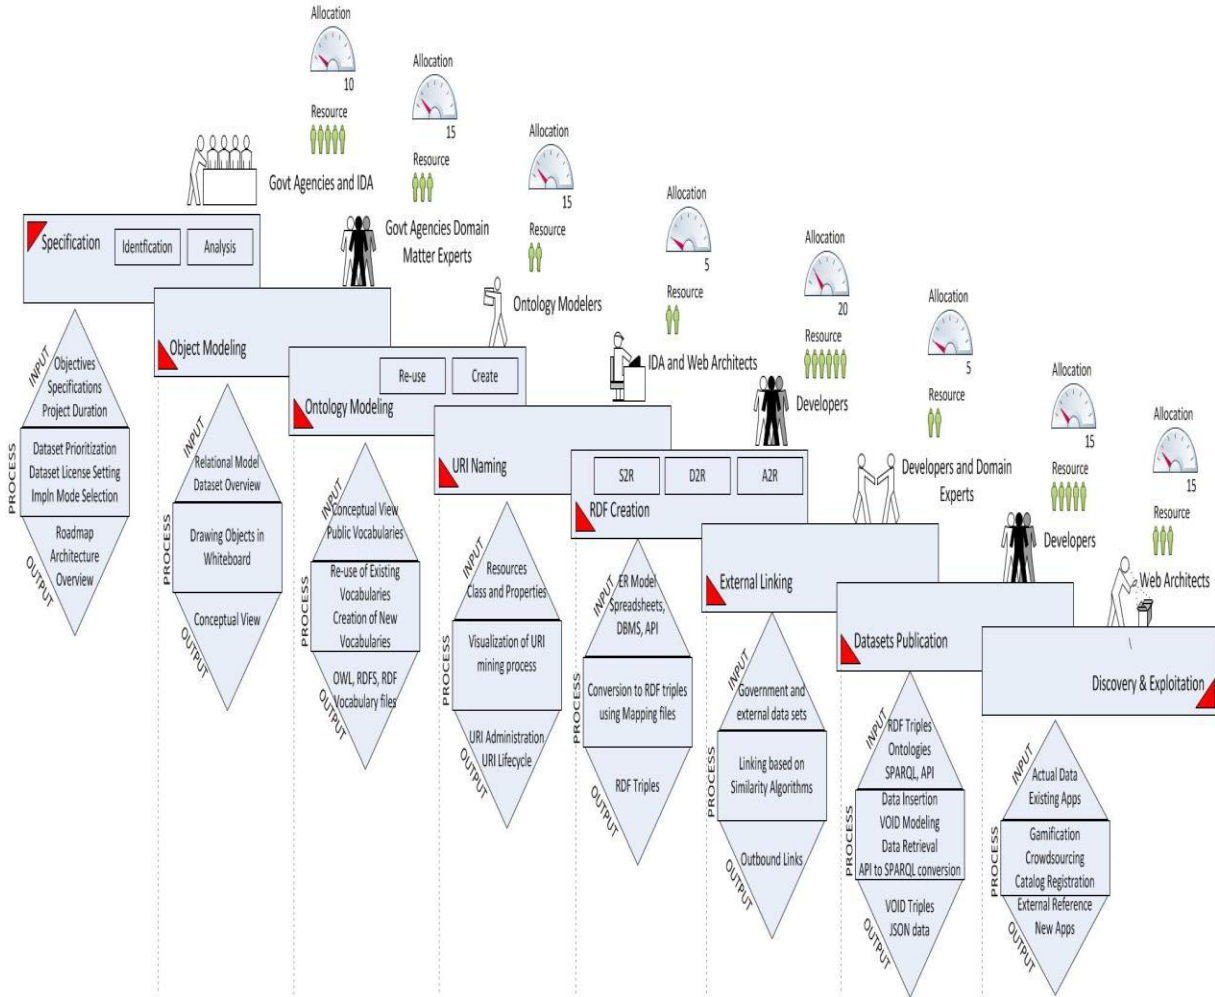 Allocation
10
Resource
Govt Agencies and IDA
Specification
Identfication
Analysis
INPUT
Objectives
Specifications
Project Duration
PROCESS
Dataset Prioritization
Dataset License Setting
Impln Mode Selection
OUTPUT
Roadmap
Architecture
Overview
Allocation
15
Resource
Govt Agencies Domain
Matter Experts
Object Modeling
INPUT
Relational Model
Dataset Overview
PROCESS
Drawing Objects in
Whiteboard
OUTPUT
Conceptual View
Allocation
15
Resource
Ontology Modelers
Ontology Modeling
Re-use
Create
INPUT
Conceptual View
Public Vocabularies
PROCESS
Re-use of Existing
Vocabularies
Creation of New
Vocabularies
OUTPUT
OWL, RDFS, RDF
Vocabulary files
Allocation
5
Resource
IDA and Web Architects
URI Naming
INPUT
Resources
Class and Properties
PROCESS
Visualization of URI
mining process
OUTPUT
URI Administration
URI Lifecycle
Allocation
20
Resource
Developers
RDF Creation
S2R
D2R
A2R
INPUT
ER Model
Spreadsheets,
DBMS, API
PROCESS
Conversion to RDF triples
using Mapping files
OUTPUT
RDF Triples
Allocation
5
Resource
Developers and Domain
Experts
External Linking
INPUT
Government and
external data sets
PROCESS
Linking based on
Similarity Algorithms
OUTPUT
Outbound Links
Allocation
15
Resource
Developers
Datasets Publication
INPUT
RDF Triples
Ontologies
SPARQL, API
PROCESS
Data Insertion
VOID Modeling
Data Retrieval
API to SPARQL conversion
OUTPUT
VOID Triples
JSON data
Allocation
15
Resource
Web Architects
Discovery & Exploitation
INPUT
Actual Data
Existing Apps
PROCESS
Gamification
Crowdsourcing
Catalog Registration
OUTPUT
External Reference
New Apps